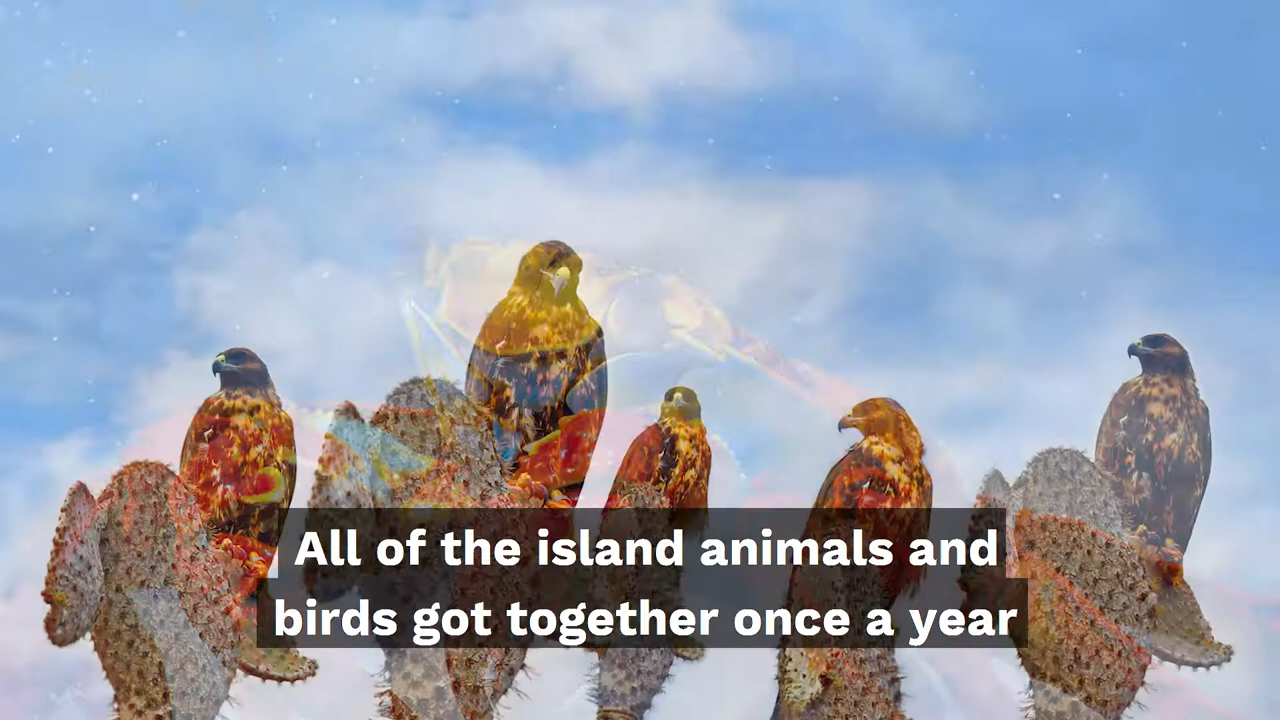 All of the island animals and
birds got together once a year